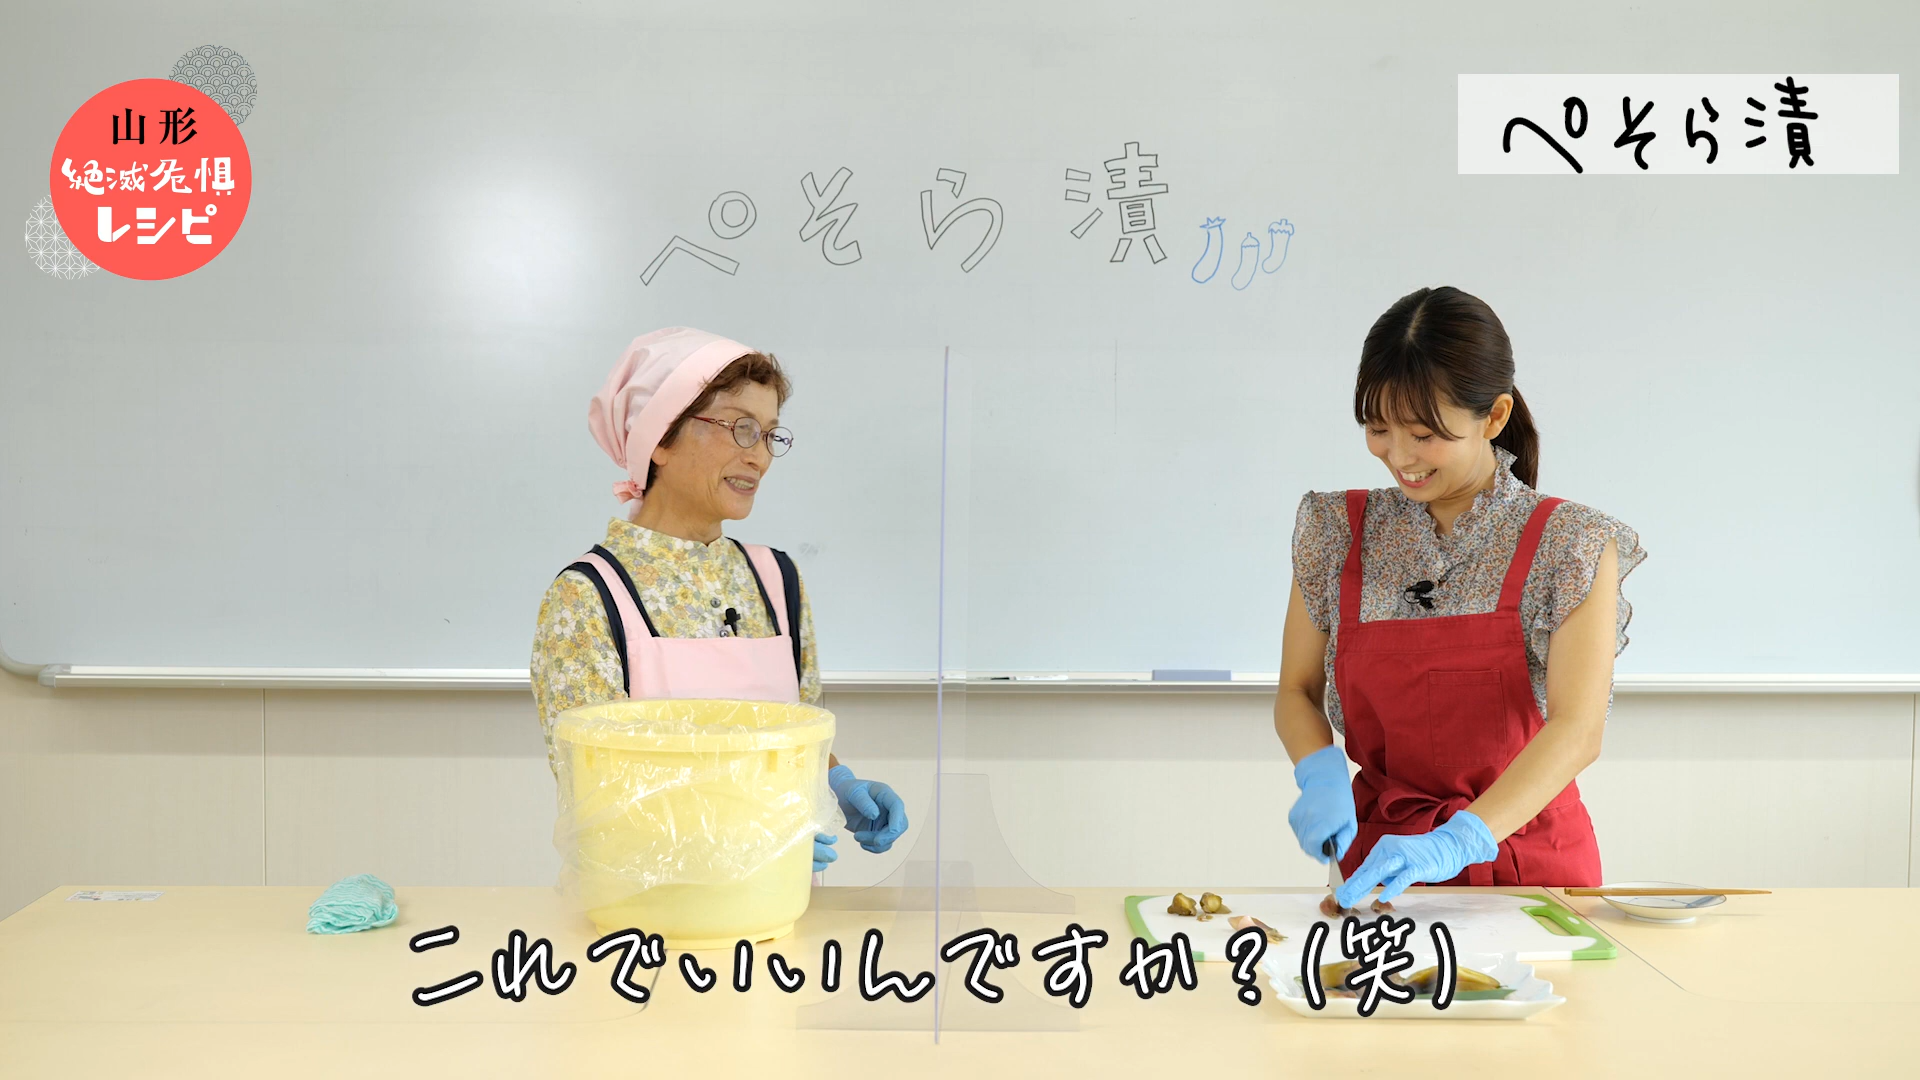 山形
絶滅危惧
レシピ
ぺそら漬
ぺそら漬
これでいいんですか?(笑)